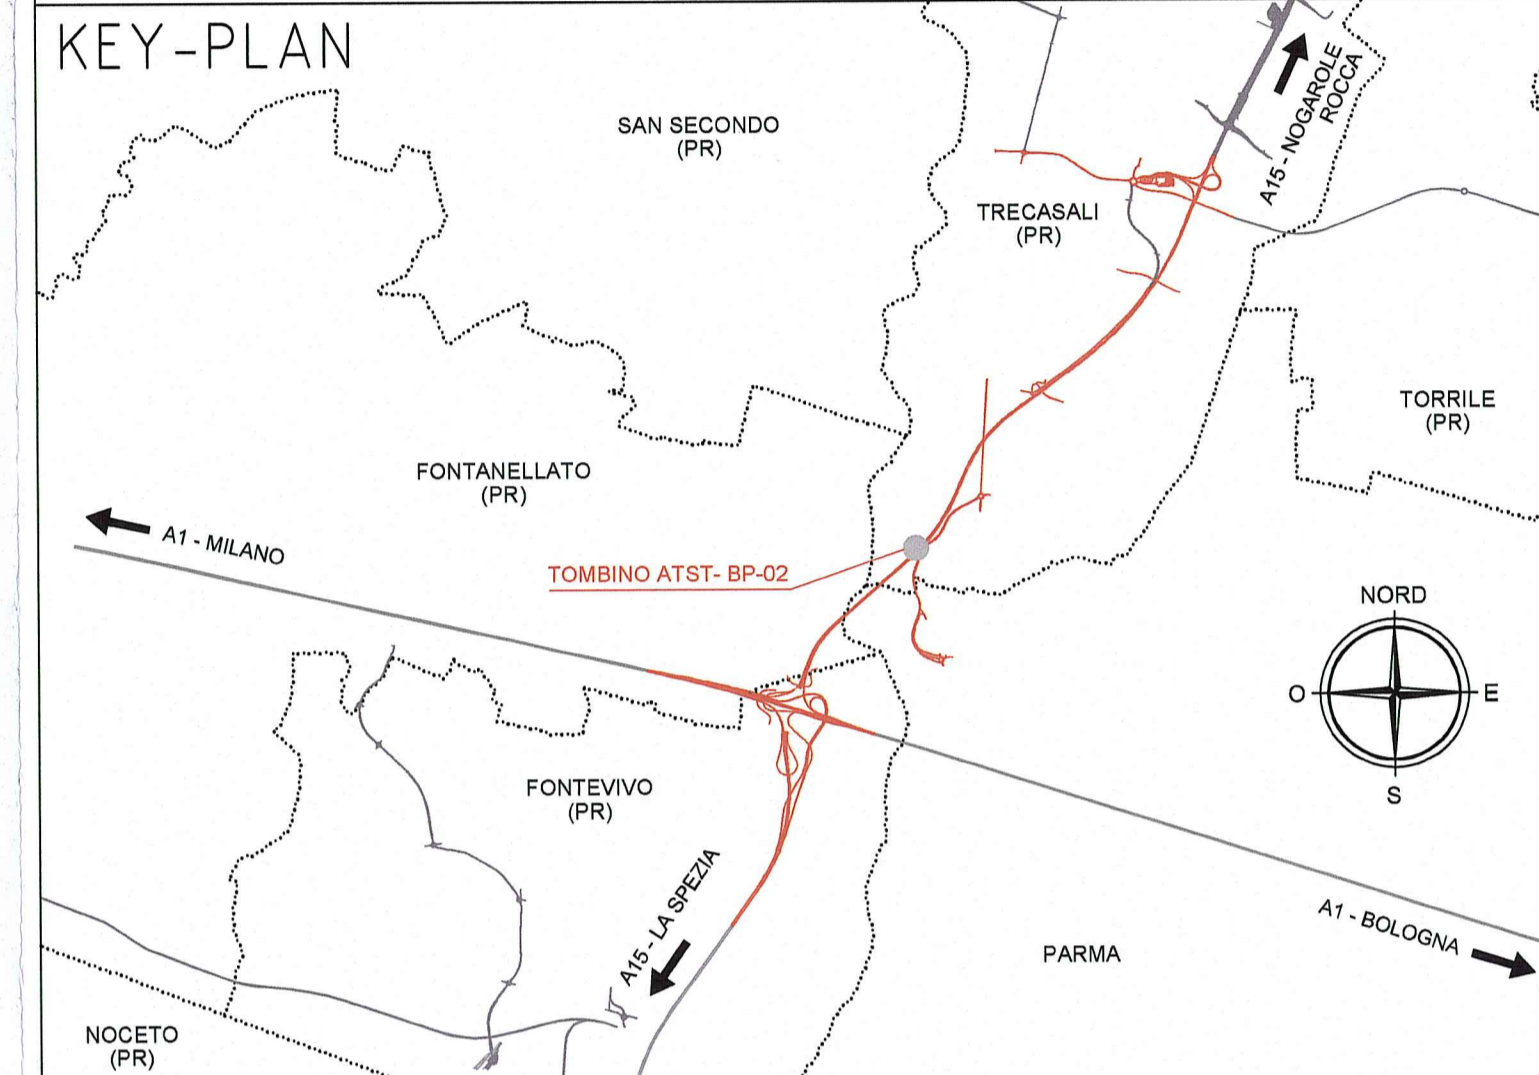 KEY-PLAN
SAN SECONDO
(PR)
A15 - NOGAROLE
ROCCA
TRECASALI
(PR)
TORRILE
(PR)
FONTANELLATO
(PR)
A1 - MILANO
TOMBINO ATST- BP-02
NORD
O
E
S
FONTEVIVO
(PR)
A15 - LA SPEZIA
A1 - BOLOGNA
PARMA
NOCETO
(PR)